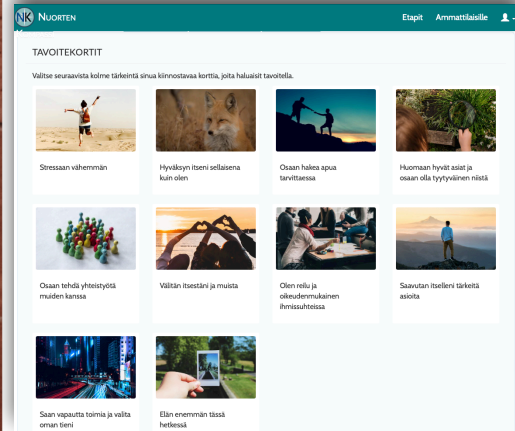 NK NUORTEN
Etapit Ammattilaisille
TAVOITEKORTIT
Valitse seuraavista kolme tärkeintä sinua kiinnostavaa korttia, joita haluaisit tavoitella.
Stressaan vähemmän
Hyväksyn itseni sellaisena
kuin olen
Osaan hakea apua
tarvittaessa
Huomaan hyvät asiat ja
osaan olla tyytyväinen niistä
Osaan tehdä yhteistyötä
muiden kanssa
Välitän itsestäni ja muista
Olen reilu ja
oikeudenmukainen
ihmissuhteissa
Saavutan itselleni tärkeitä
asioita
Saan vapautta toimia ja valita
oman tieni
Elän enemmän tässä
hetkessä